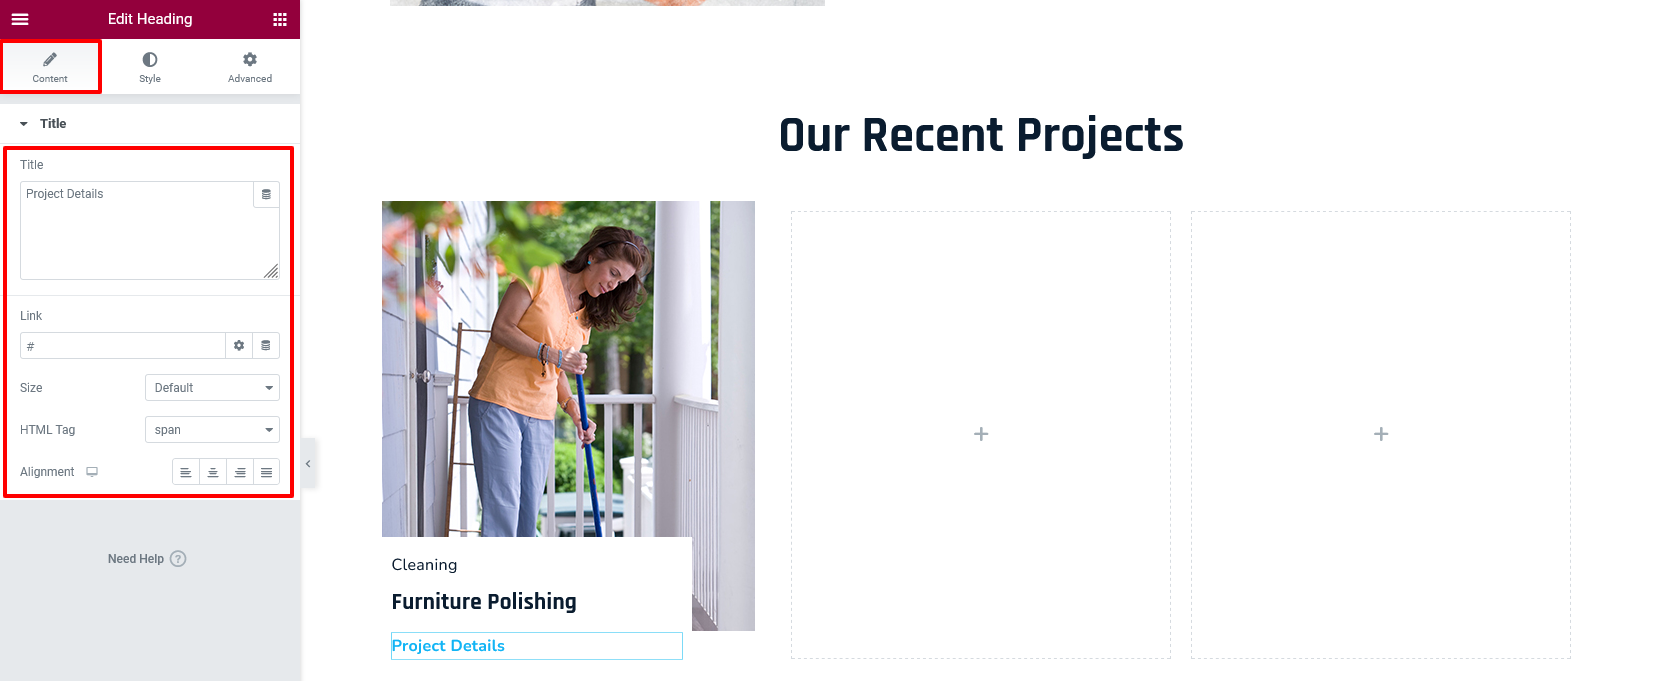 Edit Heading
Content
Style
Advanced
Title
Title
Project Details
Link
#
Size
Default
HTML Tag
span
Alignment
Need Help ?
Our Recent Projects
+
+
Cleaning
Furniture Polishing
Project Details